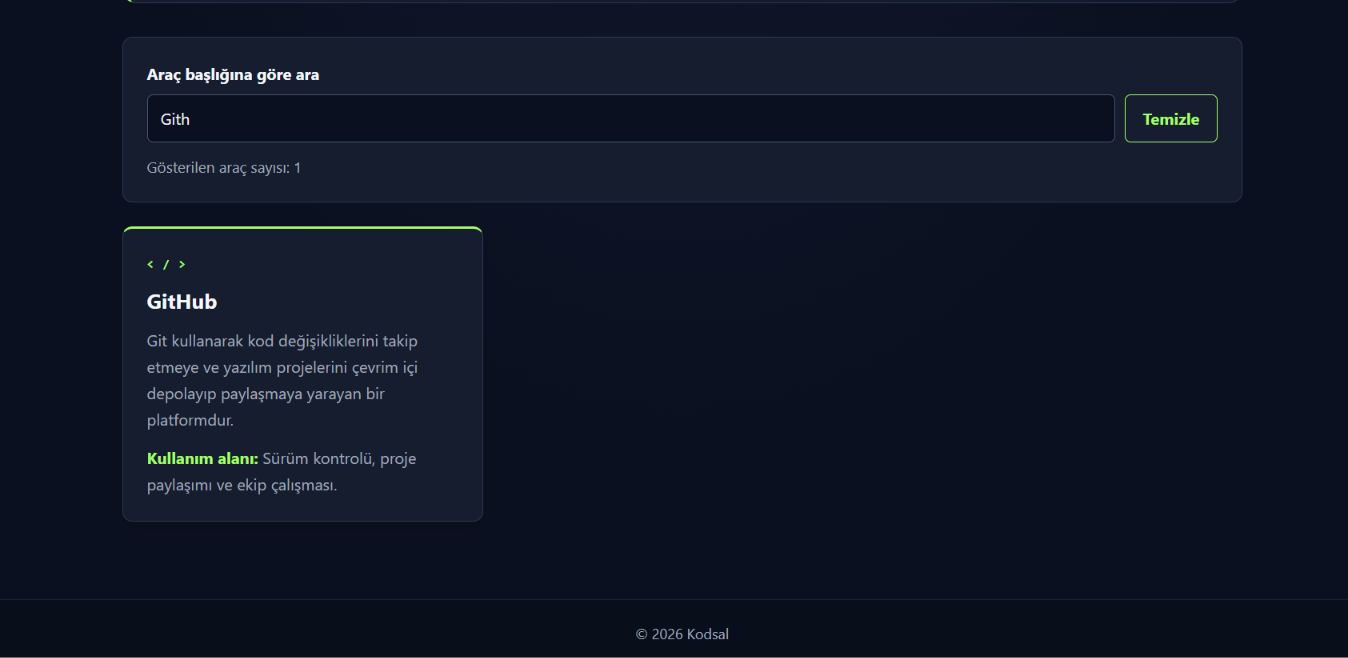 Araç başlığına göre ara
Gith
Temizle
Gösterilen araç sayısı: 1
< / >
GitHub
Git kullanarak kod değişikliklerini takip
etmeye ve yazılım projelerini çevrim içi
depolayıp paylaşmaya yarayan bir
platformdur.
Kullanım alanı: Sürüm kontrolü, proje
paylaşımı ve ekip çalışması.
© 2026 Kodsal